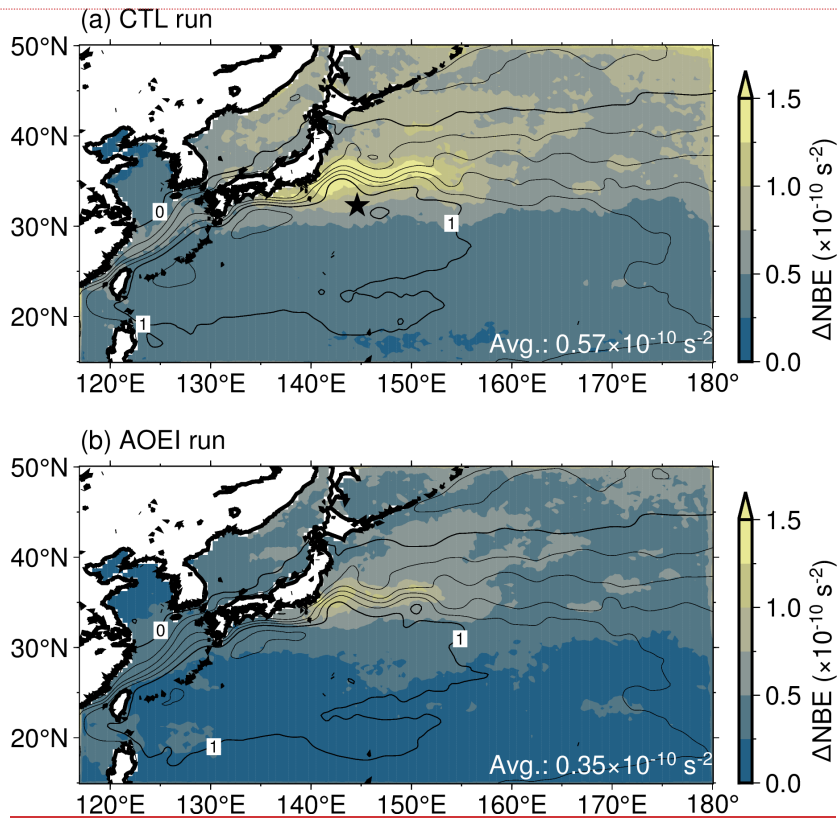 (a) CTL run
50°N
40°N
30°N
20°N
0
1
1
Avg.: 0.57×10⁻¹⁰ s⁻²
120°E 130°E 140°E 150°E 160°E 170°E 180°
1.5
1.0
0.5
0.0
ΔNBE (×10⁻¹⁰ s⁻²)
(b) AOEI run
50°N
40°N
30°N
20°N
0
1
1
Avg.: 0.35×10⁻¹⁰ s⁻²
120°E 130°E 140°E 150°E 160°E 170°E 180°
1.5
1.0
0.5
0.0
ΔNBE (×10⁻¹⁰ s⁻²)